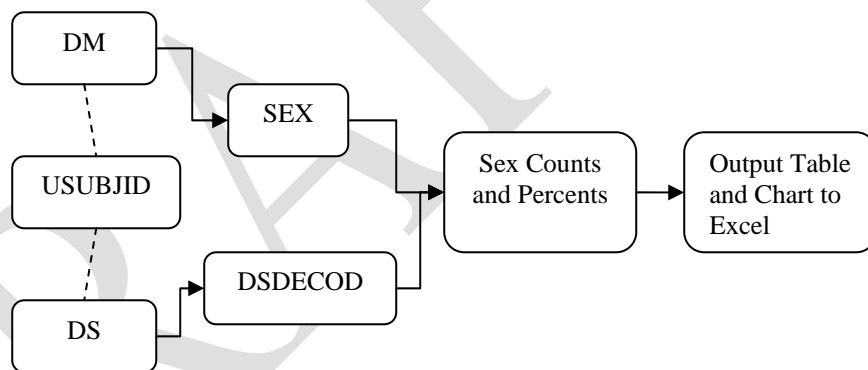 DM
SEX
USUBJID
Sex Counts
and Percents
Output Table
and Chart to
Excel
DSDECOD
DS